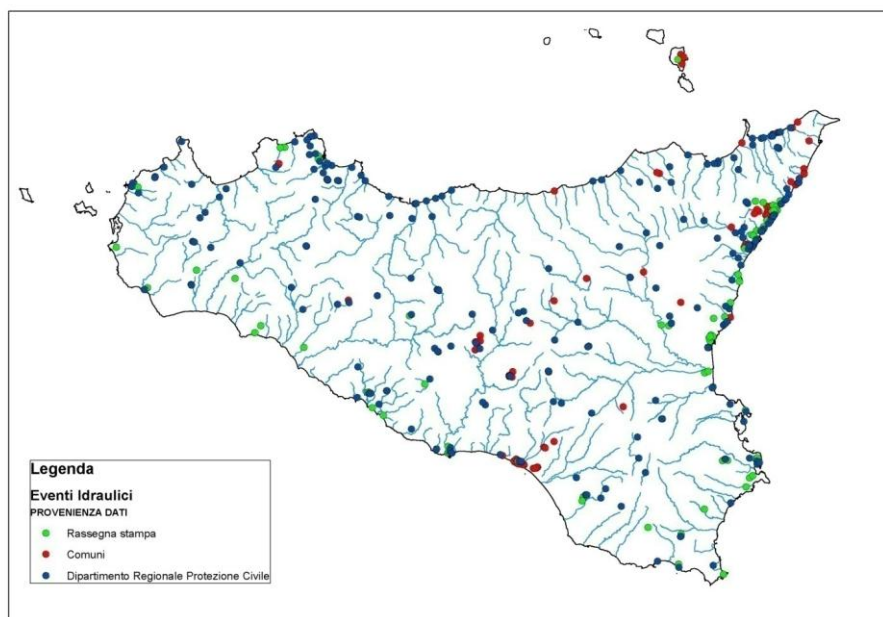 Legenda
Eventi Idraulici
PROVENIENZA DATI
Rassegna stampa
Comuni
Dipartimento Regionale Protezione Civile